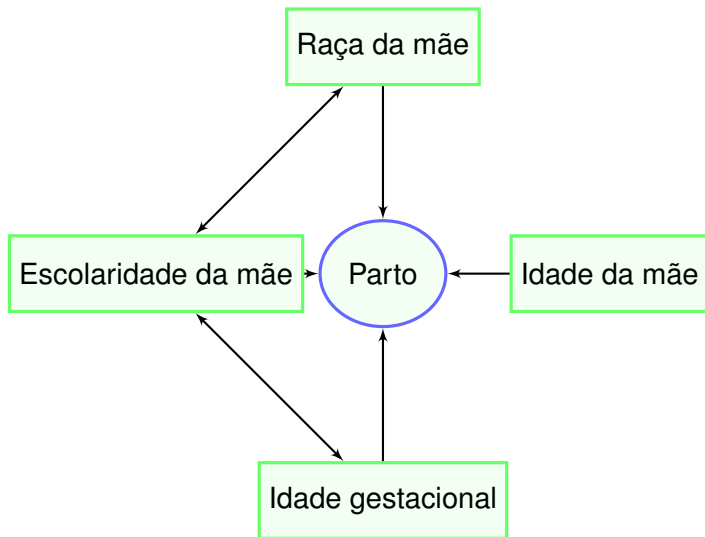 Raça da mãe
Escolaridade da mãe
Parto
Idade da mãe
Idade gestacional